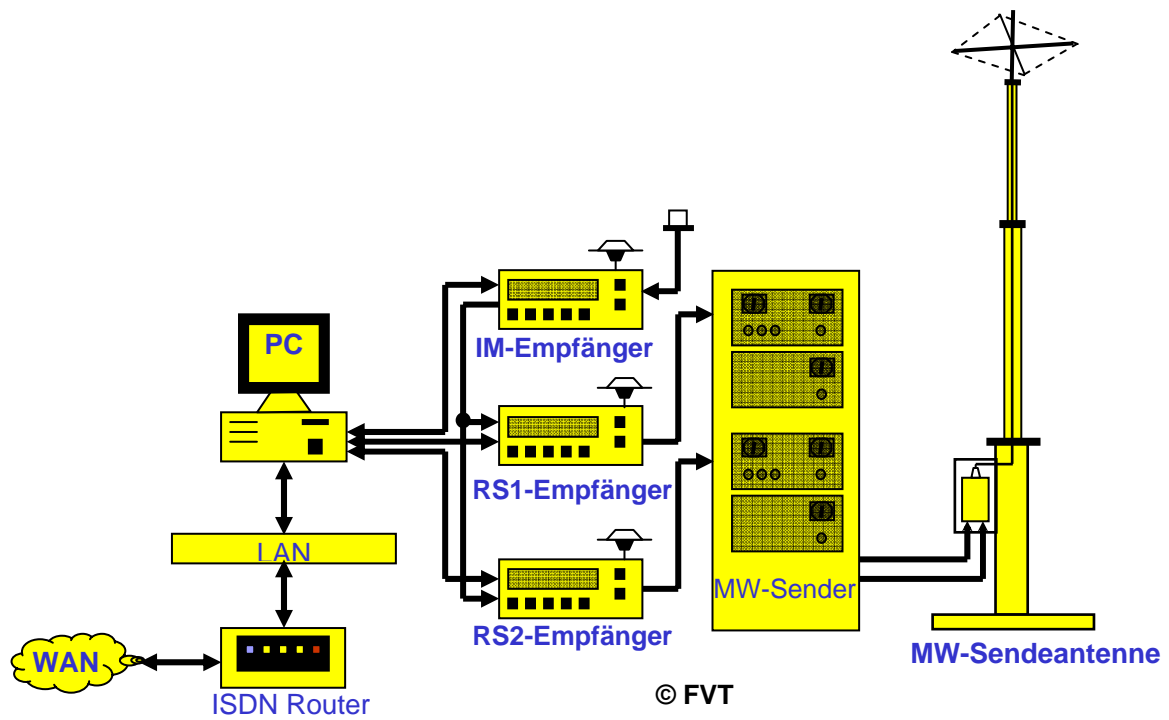 PC
IM-Empfänger
RS1-Empfänger
LAN
MW-Sender
RS2-Empfänger
WAN
MW-Sendeantenne
ISDN Router
© FVT